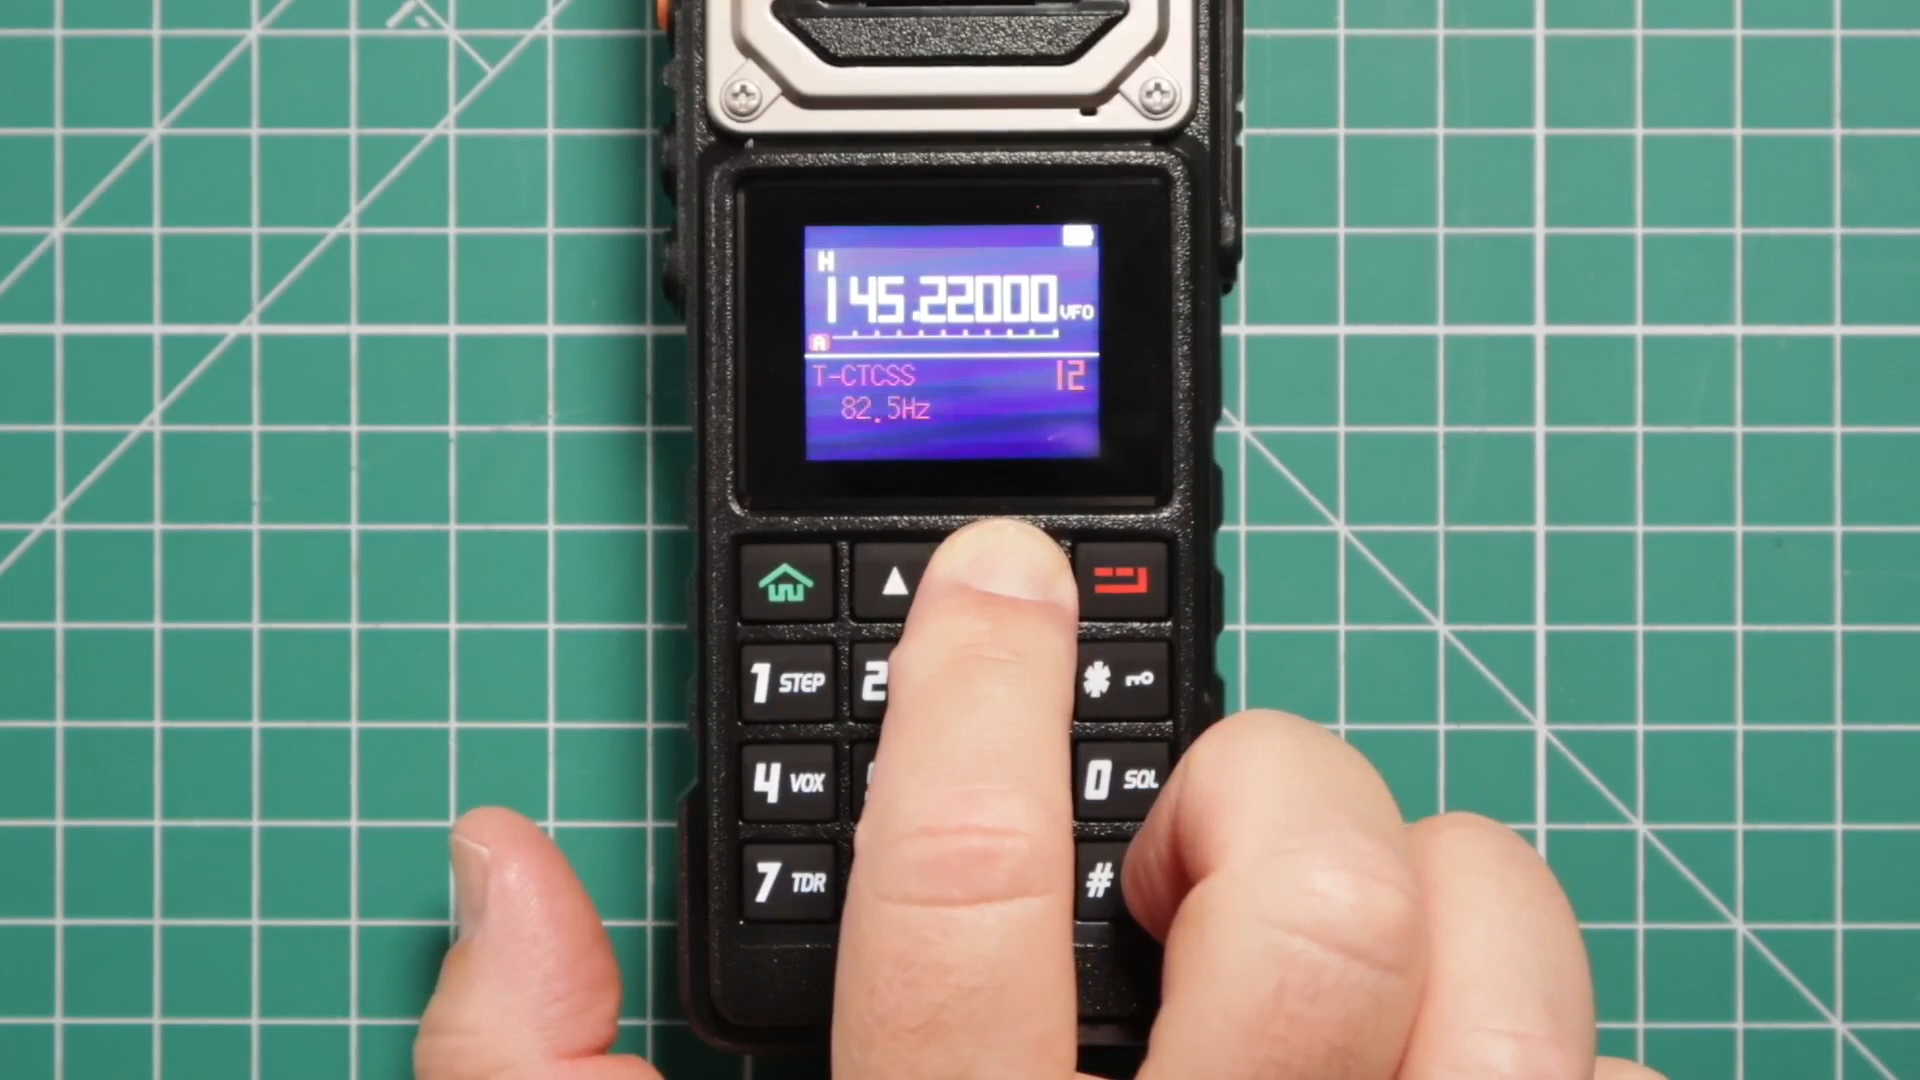 H
145.22000 VFO
A
T-CTCSS 12
82.5Hz
1 STEP 2 * 
4 VOX 0 SQL
7 TDR #